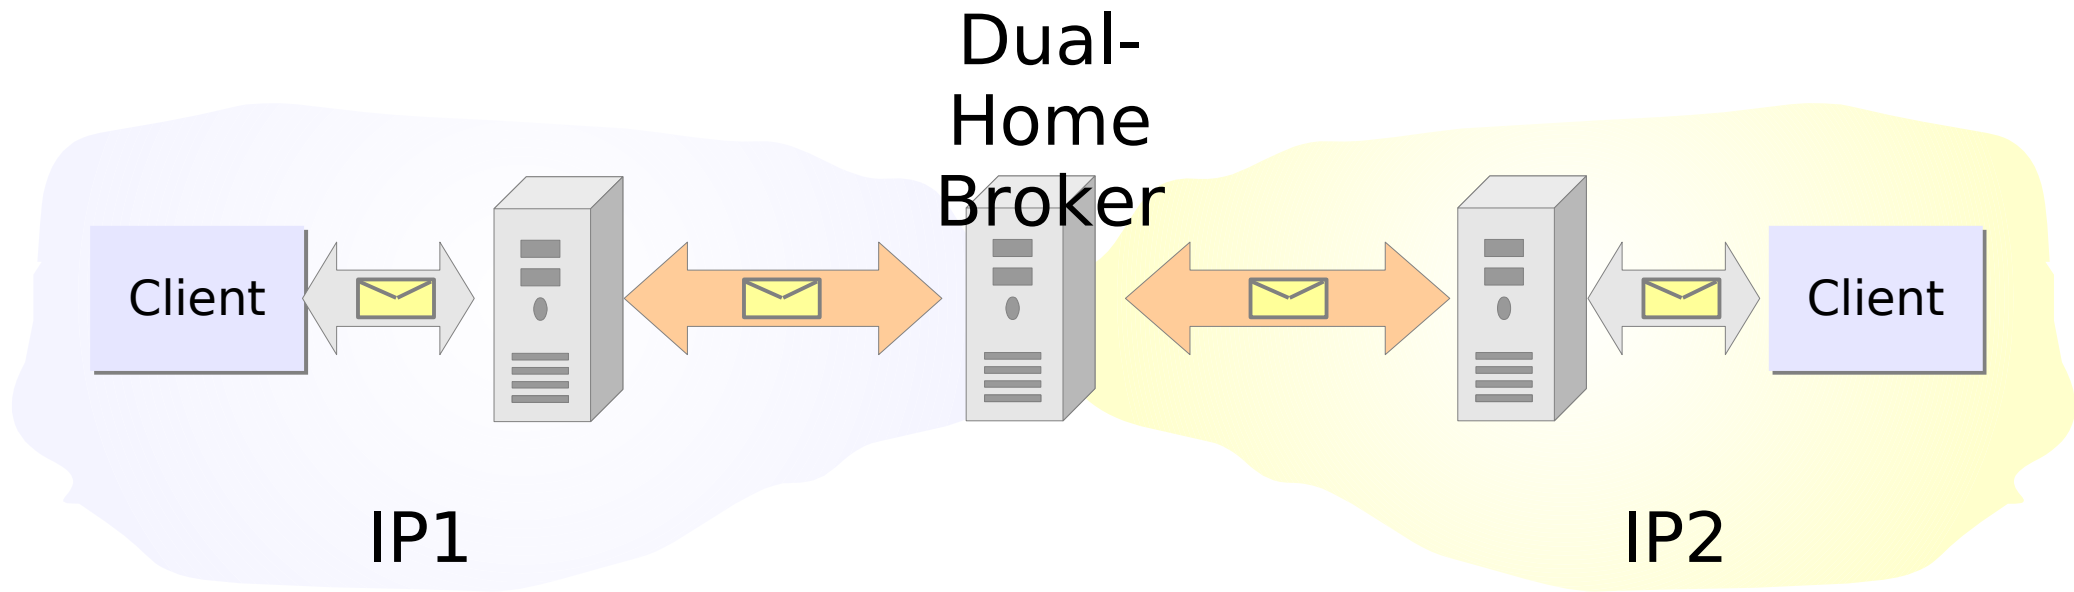 Dual-
Home
Broker
Client
Client
IP1
IP2